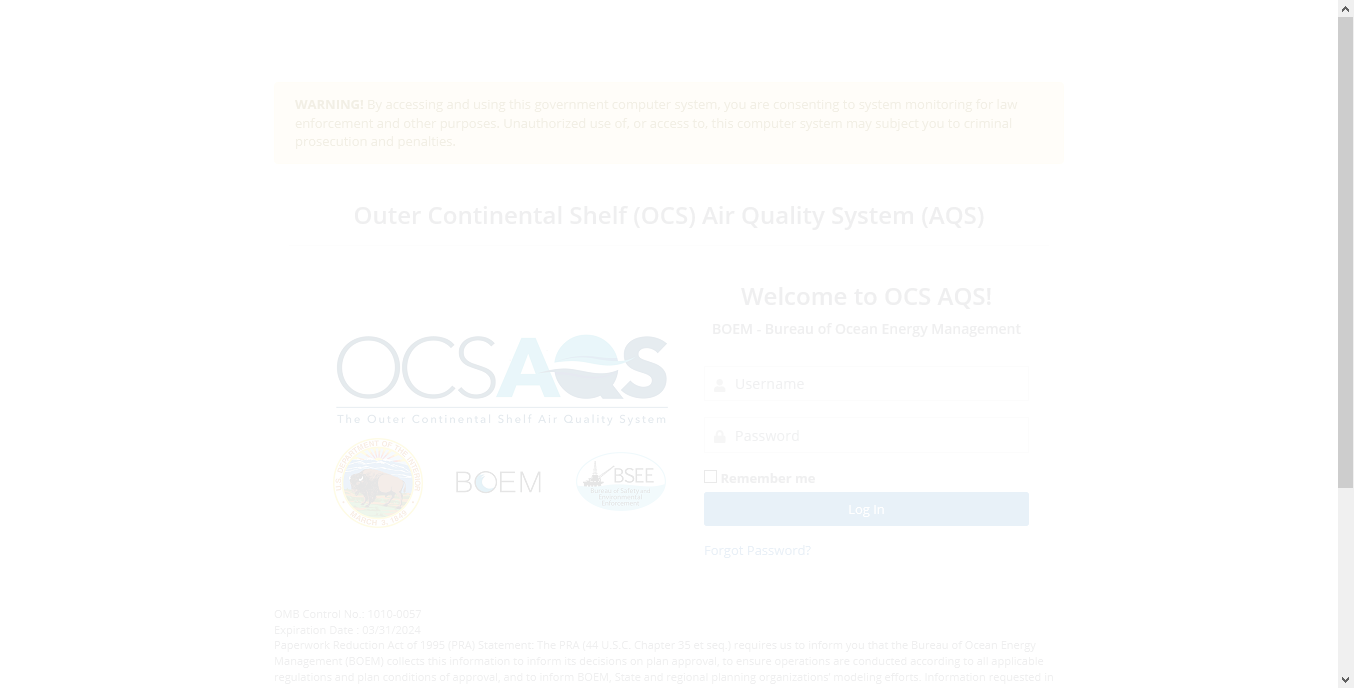 WARNING! By accessing and using this government computer system, you are consenting to system monitoring for law
enforcement and other purposes. Unauthorized use of, or access to, this computer system may subject you to criminal
prosecution and penalties.
Outer Continental Shelf (OCS) Air Quality System (AQS)
OCSAQS
The Outer Continental Shelf Air Quality System
U.S. DEPARTMENT OF THE INTERIOR
MARCH 3, 1849
BOEM
BSEE
Bureau of Safety and
Environmental
Enforcement
Welcome to OCS AQS!
BOEM - Bureau of Ocean Energy Management
Username
Password
Remember me
Log In
Forgot Password?
OMB Control No.: 1010-0057
Expiration Date : 03/31/2024
Paperwork Reduction Act of 1995 (PRA) Statement: The PRA (44 U.S.C. Chapter 35 et seq.) requires us to inform you that the Bureau of Ocean Energy
Management (BOEM) collects this information to inform its decisions on plan approval, to ensure operations are conducted according to all applicable
regulations and plan conditions of approval, and to inform BOEM, State and regional planning organizations' modeling efforts. Information requested in